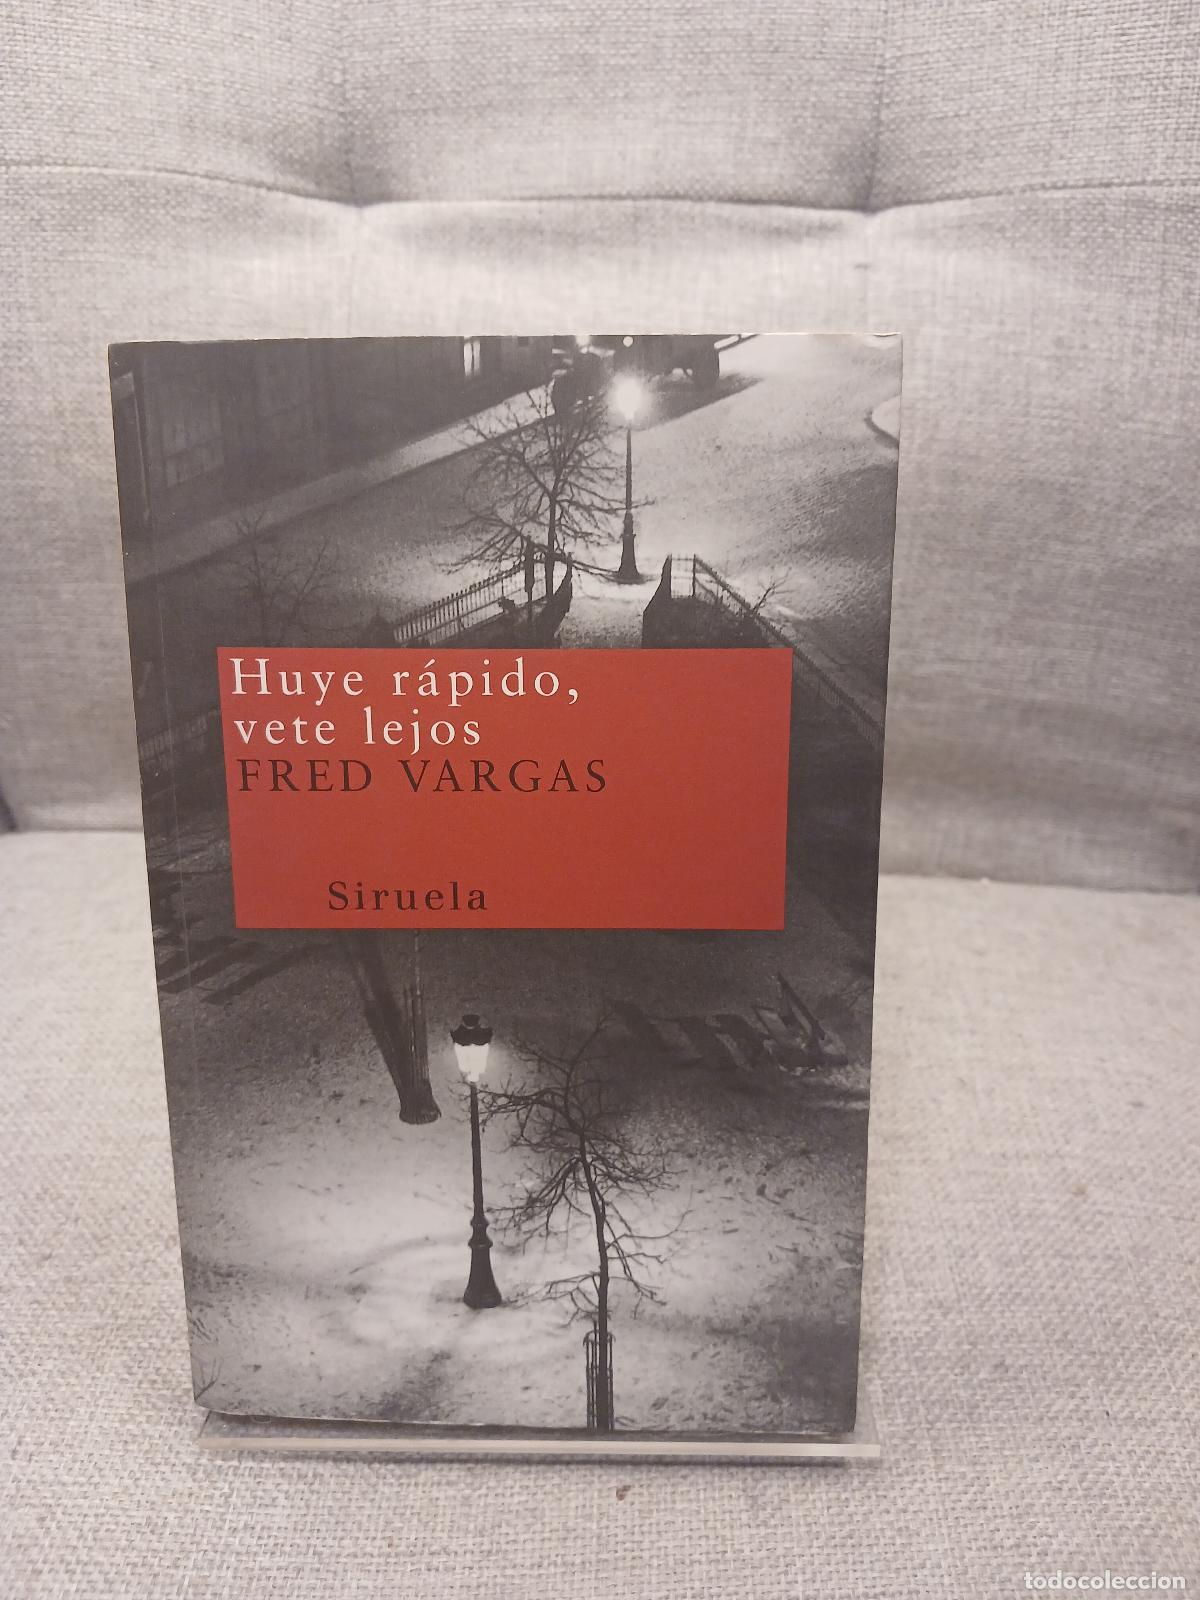 Huye rápido,
vete lejos
FRED VARGAS
Siruela
todocoleccion